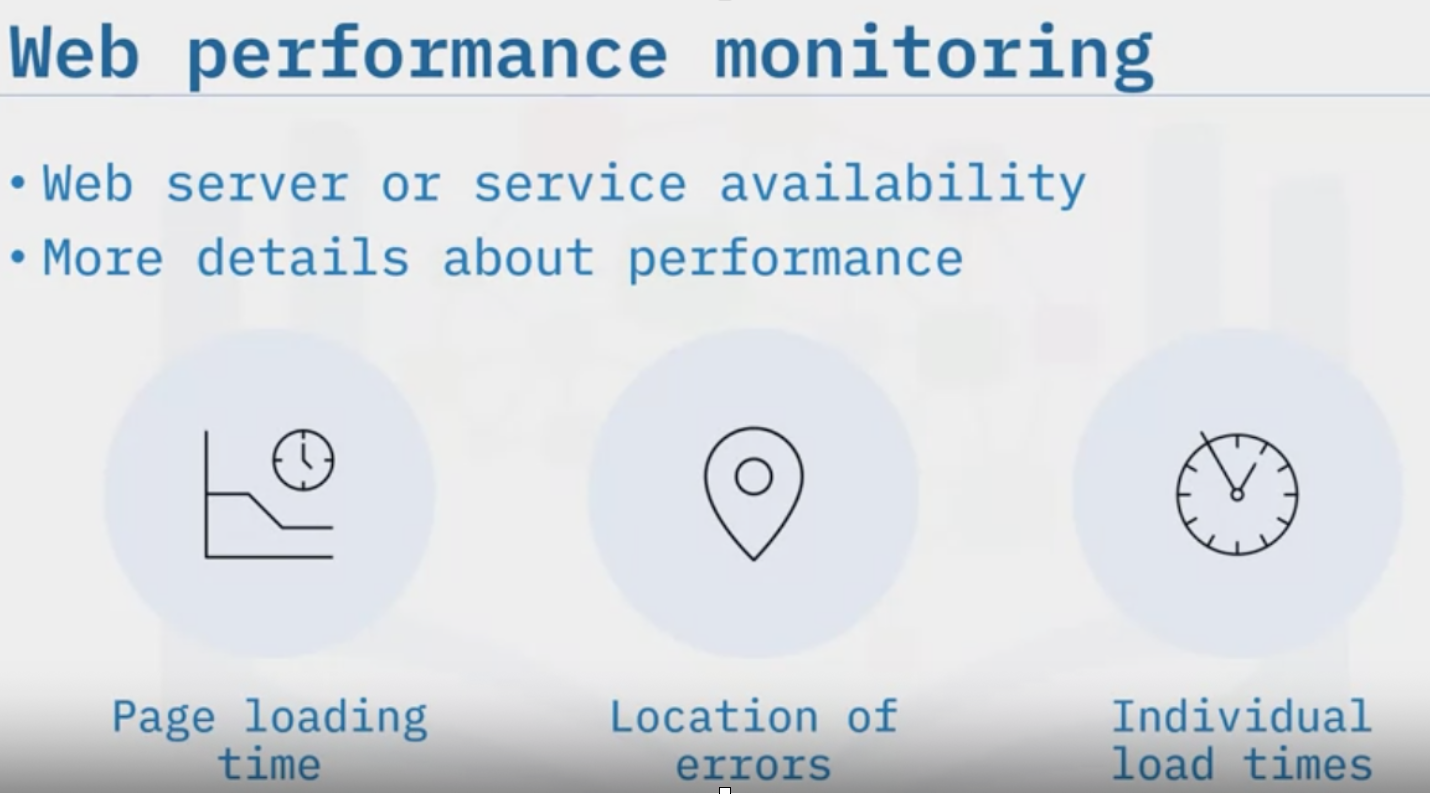 Web performance monitoring
• Web server or service availability
• More details about performance
Page loading
time
Location of
errors
Individual
load times